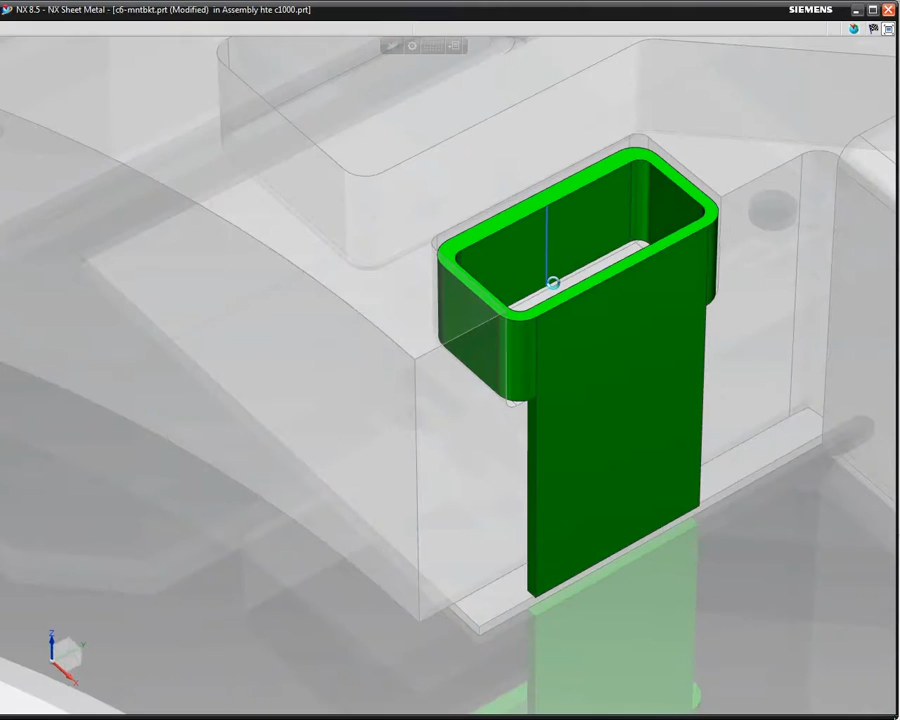 NX 8.5 - NX Sheet Metal - [c6-mntbkt.prt (Modified)  in Assembly hte c1000.prt]
SIEMENS
Z
Y
X